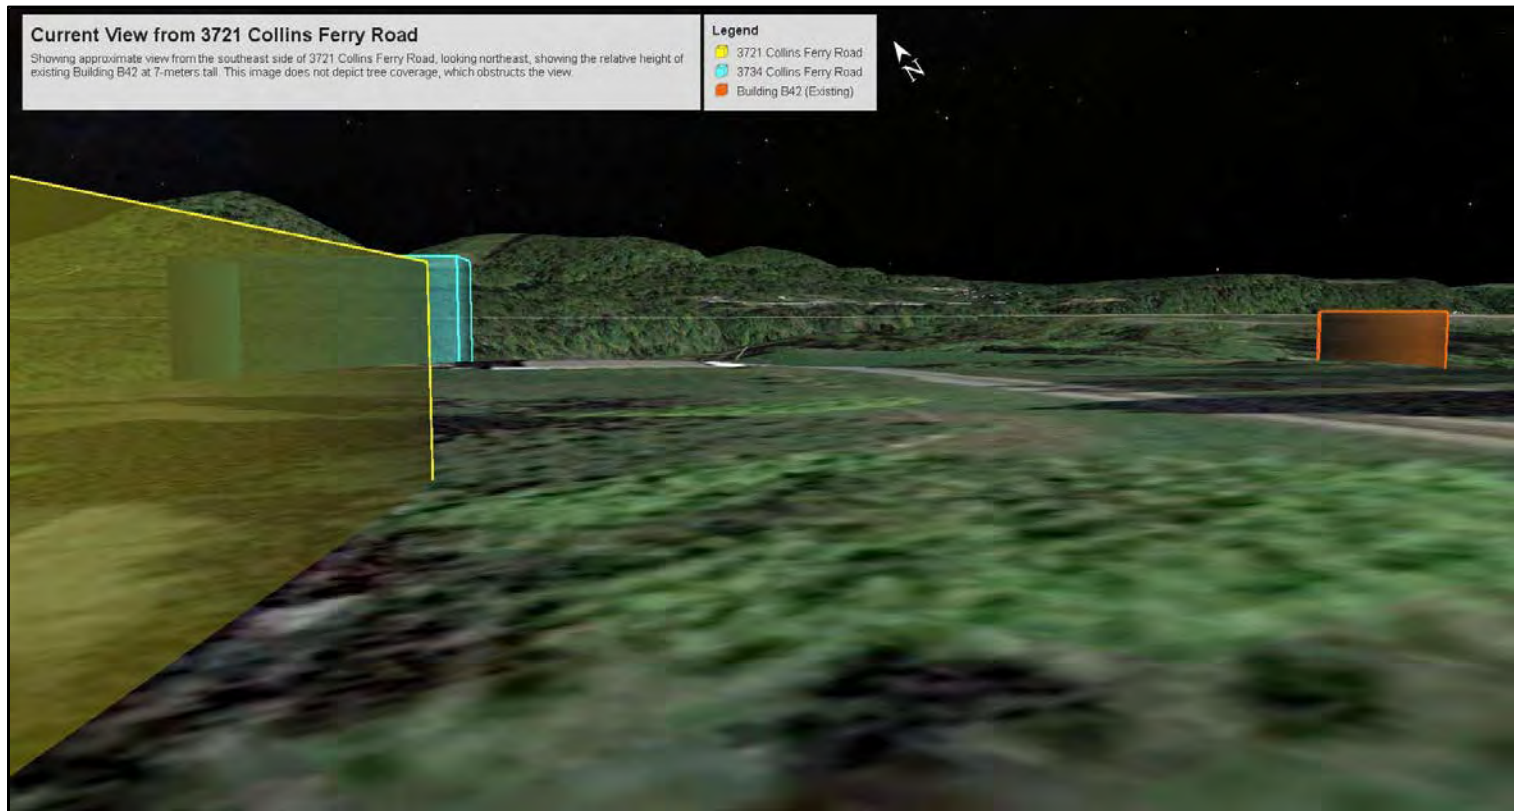 Current View from 3721 Collins Ferry Road
Showing approximate view from the southeast side of 3721 Collins Ferry Road, looking northeast, showing the relative height of
existing Building B42 at 7-meters tall. This image does not depict tree coverage, which obstructs the view.
Legend
3721 Collins Ferry Road
3734 Collins Ferry Road
Building B42 (Existing)
N